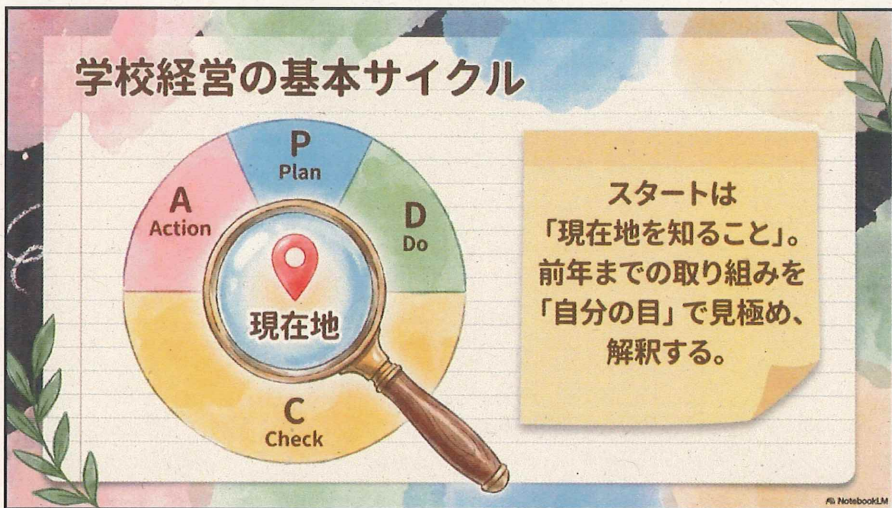 学校経営の基本サイクル
P
Plan
A
Action
D
Do
現在地
C
Check
スタートは
「現在地を知ること」。
前年までの取り組みを
「自分の目」で見極め、
解釈する。
NotebookLM